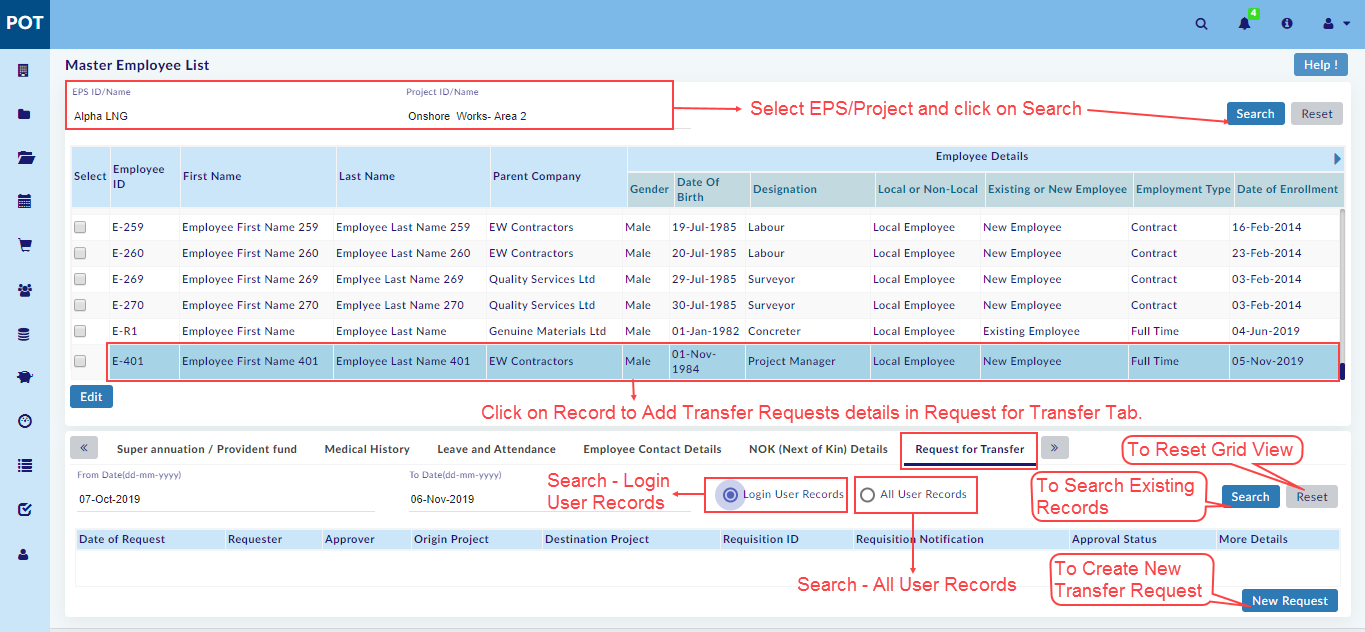 POT
4
Master Employee List
Help !
EPS ID/Name
Project ID/Name
Alpha LNG
Onshore Works- Area 2
Select EPS/Project and click on Search
Search
Reset
Employee Details
Select
Employee ID
First Name
Last Name
Parent Company
Gender
Date Of Birth
Designation
Local or Non-Local
Existing or New Employee
Employment Type
Date of Enrollment
E-259 Employee First Name 259 Employee Last Name 259 EW Contractors Male 19-Jul-1985 Labour Local Employee New Employee Contract 16-Feb-2014
E-260 Employee First Name 260 Employee Last Name 260 EW Contractors Male 20-Jul-1985 Labour Local Employee New Employee Contract 23-Feb-2014
E-269 Employee First Name 269 Emplyee Last Name 269 Quality Services Ltd Male 29-Jul-1985 Surveyor Local Employee New Employee Contract 03-Feb-2014
E-270 Employee First Name 270 Emplyee Last Name 270 Quality Services Ltd Male 30-Jul-1985 Surveyor Local Employee New Employee Contract 03-Feb-2014
E-R1 Employee First Name Employee Last Name Genuine Materials Ltd Male 01-Jan-1982 Concreter Local Employee Existing Employee Full Time 04-Jun-2019
E-401 Employee First Name 401 Employee Last Name 401 EW Contractors Male 01-Nov-1984 Project Manager Local Employee New Employee Full Time 05-Nov-2019
Edit
Click on Record to Add Transfer Requests details in Request for Transfer Tab.
«
Super annuation / Provident fund
Medical History
Leave and Attendance
Employee Contact Details
NOK (Next of Kin) Details
Request for Transfer
»
To Reset Grid View
From Date(dd-mm-yyyy)
To Date(dd-mm-yyyy)
07-Oct-2019
06-Nov-2019
Search - Login
User Records
Login User Records
All User Records
To Search Existing
Records
Search
Reset
Date of Request
Requester
Approver
Origin Project
Destination Project
Requisition ID
Requisition Notification
Approval Status
More Details
Search - All User Records
To Create New
Transfer Request
New Request